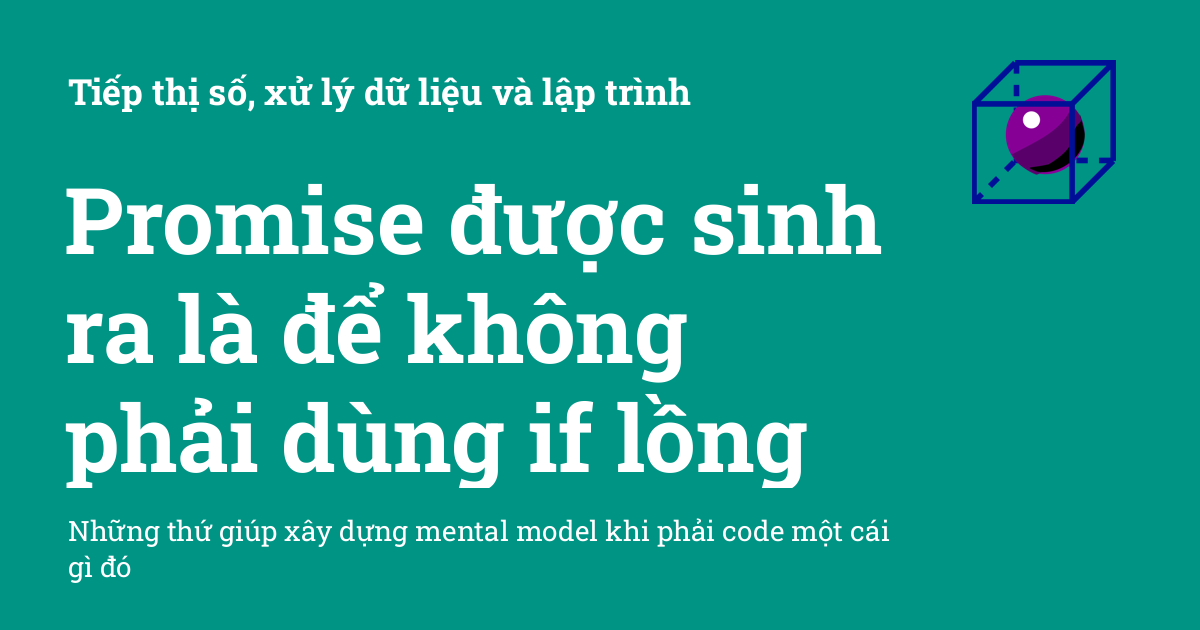 Tiếp thị số, xử lý dữ liệu và lập trình
Promise được sinh
ra là để không
phải dùng if lồng
Những thứ giúp xây dựng mental model khi phải code một cái
gì đó